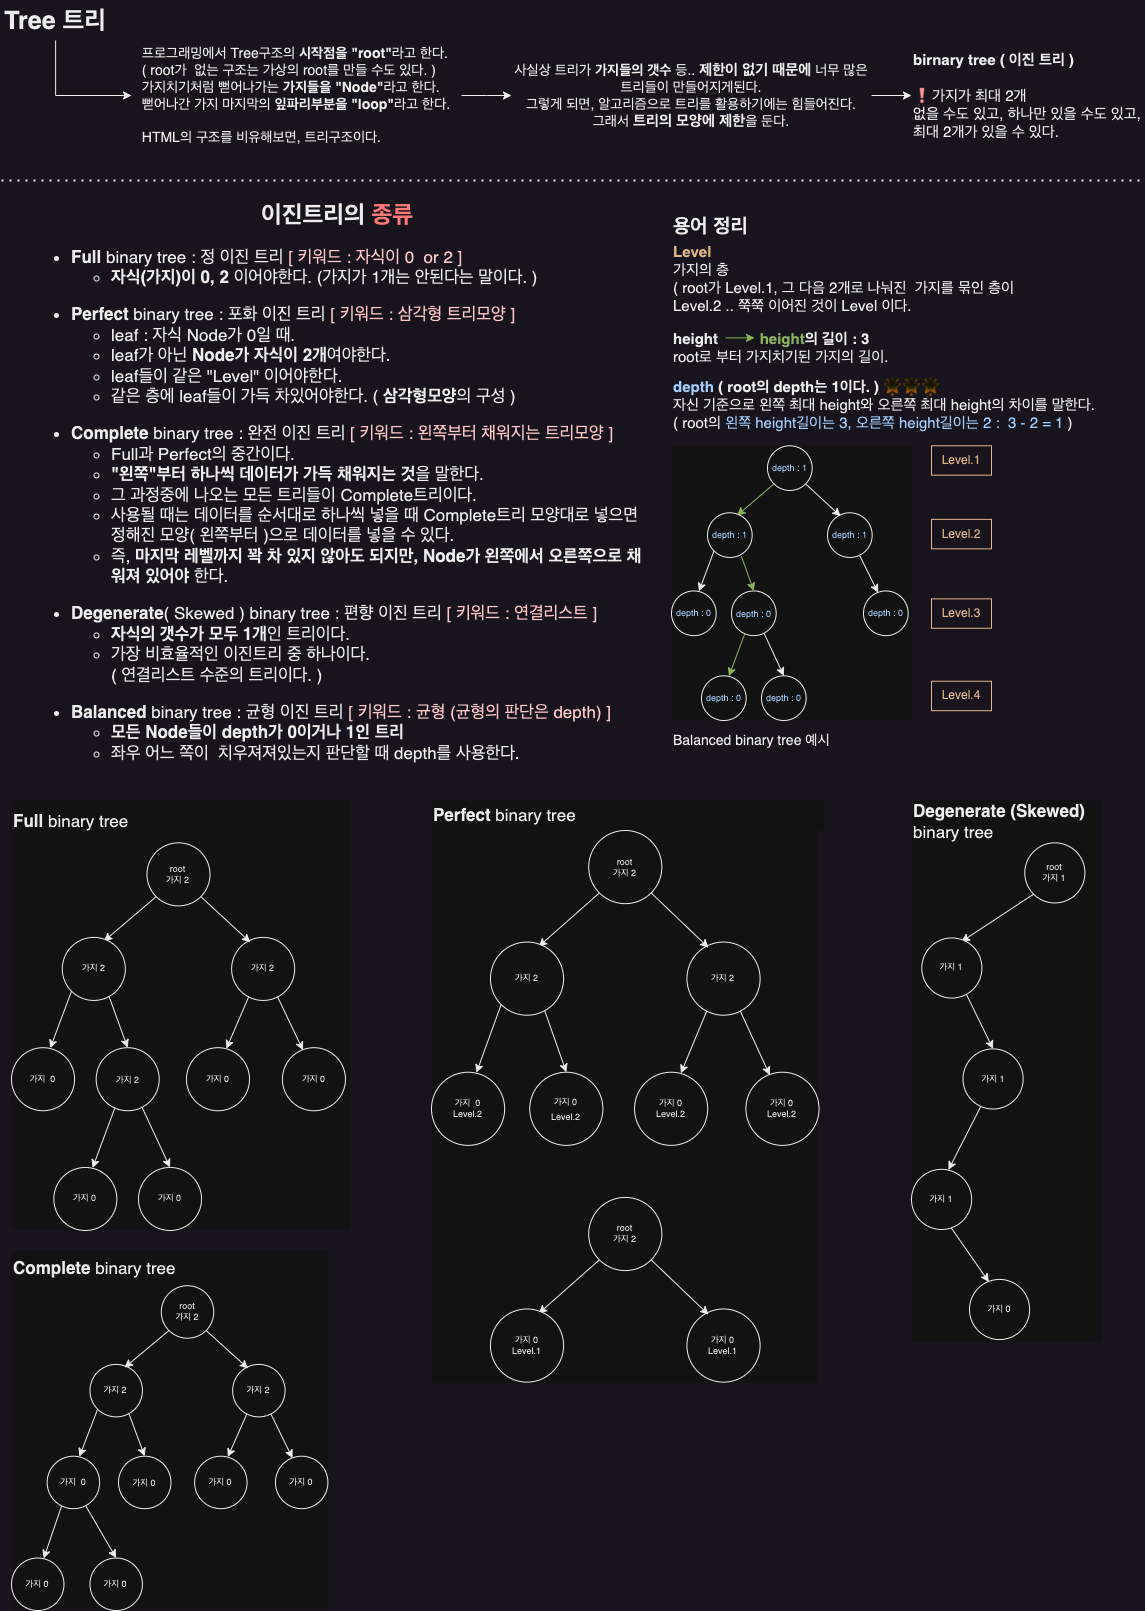 Tree 트리
프로그래밍에서 Tree구조의 시작점을 "root"라고 한다.
( root가 없는 구조는 가상의 root를 만들 수도 있다. )
가지치기처럼 뻗어나가는 가지들을 "Node"라고 한다.
뻗어나간 가지 마지막의 잎파리부분을 "loop"라고 한다.
HTML의 구조를 비유해보면, 트리구조이다.
사실상 트리가 가지들의 갯수 등.. 제한이 없기 때문에 너무 많은
트리들이 만들어지게된다.
그렇게 되면, 알고리즘으로 트리를 활용하기에는 힘들어진다.
그래서 트리의 모양에 제한을 둔다.
birnary tree ( 이진 트리 )
❗ 가지가 최대 2개
없을 수도 있고, 하나만 있을 수도 있고,
최대 2개가 있을 수 있다.
이진트리의 종류
Full binary tree : 정 이진 트리 [ 키워드 : 자식이 0 or 2 ]
자식(가지)이 0, 2 이어야한다. (가지가 1개는 안된다는 말이다. )
Perfect binary tree : 포화 이진 트리 [ 키워드 : 삼각형 트리모양 ]
leaf : 자식 Node가 0일 때.
leaf가 아닌 Node가 자식이 2개여야한다.
leaf들이 같은 "Level" 이어야한다.
같은 층에 leaf들이 가득 차있어야한다. ( 삼각형모양의 구성 )
Complete binary tree : 완전 이진 트리 [ 키워드 : 왼쪽부터 채워지는 트리모양 ]
Full과 Perfect의 중간이다.
"왼쪽"부터 하나씩 데이터가 가득 채워지는 것을 말한다.
그 과정중에 나오는 모든 트리들이 Complete트리이다.
사용될 때는 데이터를 순서대로 하나씩 넣을 때 Complete트리 모양대로 넣으면
정해진 모양( 왼쪽부터 )으로 데이터를 넣을 수 있다.
즉, 마지막 레벨까지 꽉 차 있지 않아도 되지만, Node가 왼쪽에서 오른쪽으로 채
워져 있어야 한다.
Degenerate( Skewed ) binary tree : 편향 이진 트리 [ 키워드 : 연결리스트 ]
자식의 갯수가 모두 1개인 트리이다.
가장 비효율적인 이진트리 중 하나이다.
( 연결리스트 수준의 트리이다. )
Balanced binary tree : 균형 이진 트리 [ 키워드 : 균형 (균형의 판단은 depth) ]
모든 Node들이 depth가 0이거나 1인 트리
좌우 어느 쪽이 치우져져있는지 판단할 때 depth를 사용한다.
용어 정리
Level
가지의 층
( root가 Level.1, 그 다음 2개로 나눠진 가지를 묶인 층이
Level.2 .. 쭉쭉 이어진 것이 Level 이다.
height height의 길이 : 3
root로 부터 가지치기된 가지의 길이.
depth ( root의 depth는 1이다. )
자신 기준으로 왼쪽 최대 height와 오른쪽 최대 height의 차이를 말한다.
( root의 왼쪽 height길이는 3, 오른쪽 height길이는 2 : 3 - 2 = 1 )
depth : 1
Level.1
depth : 1
depth : 1
Level.2
depth : 0
depth : 0
depth : 0
Level.3
depth : 0
depth : 0
Level.4
Balanced binary tree 예시
Full binary tree
root
가지 2
가지 2
가지 2
가지 0
가지 2
가지 0
가지 0
가지 0
가지 0
Perfect binary tree
root
가지 2
가지 2
가지 2
가지 0
Level.2
가지 0
Level.2
가지 0
Level.2
가지 0
Level.2
root
가지 2
가지 0
Level.1
가지 0
Level.1
Degenerate (Skewed)
binary tree
root
가지 1
가지 1
가지 1
가지 1
가지 0
Complete binary tree
root
가지 2
가지 2
가지 2
가지 0
가지 0
가지 0
가지 0
가지 0
가지 0